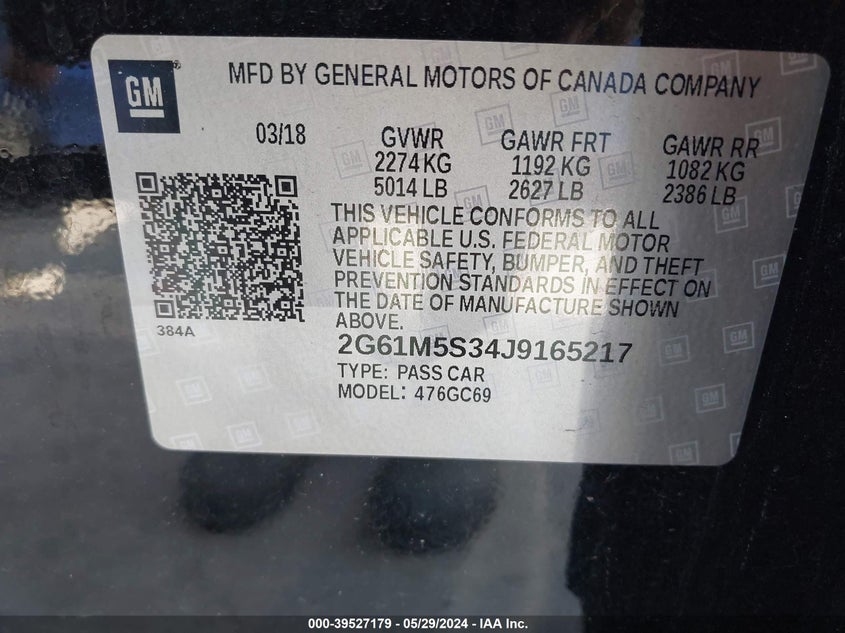 GM
MFD BY GENERAL MOTORS OF CANADA COMPANY
03/18 GVWR GAWR FRT GAWR RR
2274 KG 1192 KG 1082 KG
5014 LB 2627 LB 2386 LB
THIS VEHICLE CONFORMS TO ALL
APPLICABLE U.S. FEDERAL MOTOR
VEHICLE SAFETY, BUMPER, AND THEFT
PREVENTION STANDARDS IN EFFECT ON
THE DATE OF MANUFACTURE SHOWN
ABOVE.
384A
2G61M5S34J9165217
TYPE: PASS CAR
MODEL: 476GC69
000-39527179 - 05/29/2024 - IAA Inc.